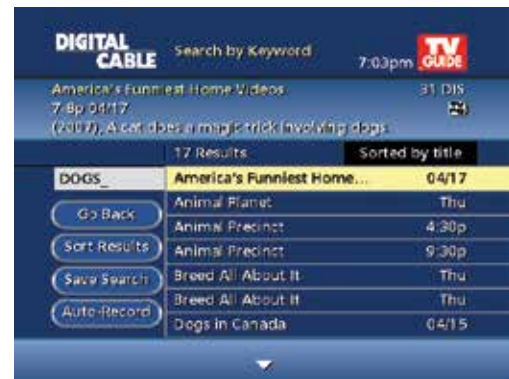 DIGITAL CABLE
Search by Keyword
7:03pm
TV GUIDE
America's Funniest Home Videos 31 DIS
7-8p 04/17
(2007), A cat does a magic trick involving dogs.
17 Results Sorted by title
DOGS_
America's Funniest Home... 04/17
Animal Planet Thu
Animal Precinct 4:30p
Animal Precinct 9:30p
Breed All About It Thu
Breed All About It Thu
Dogs in Canada 04/15
Go Back
Sort Results
Save Search
Auto-Record